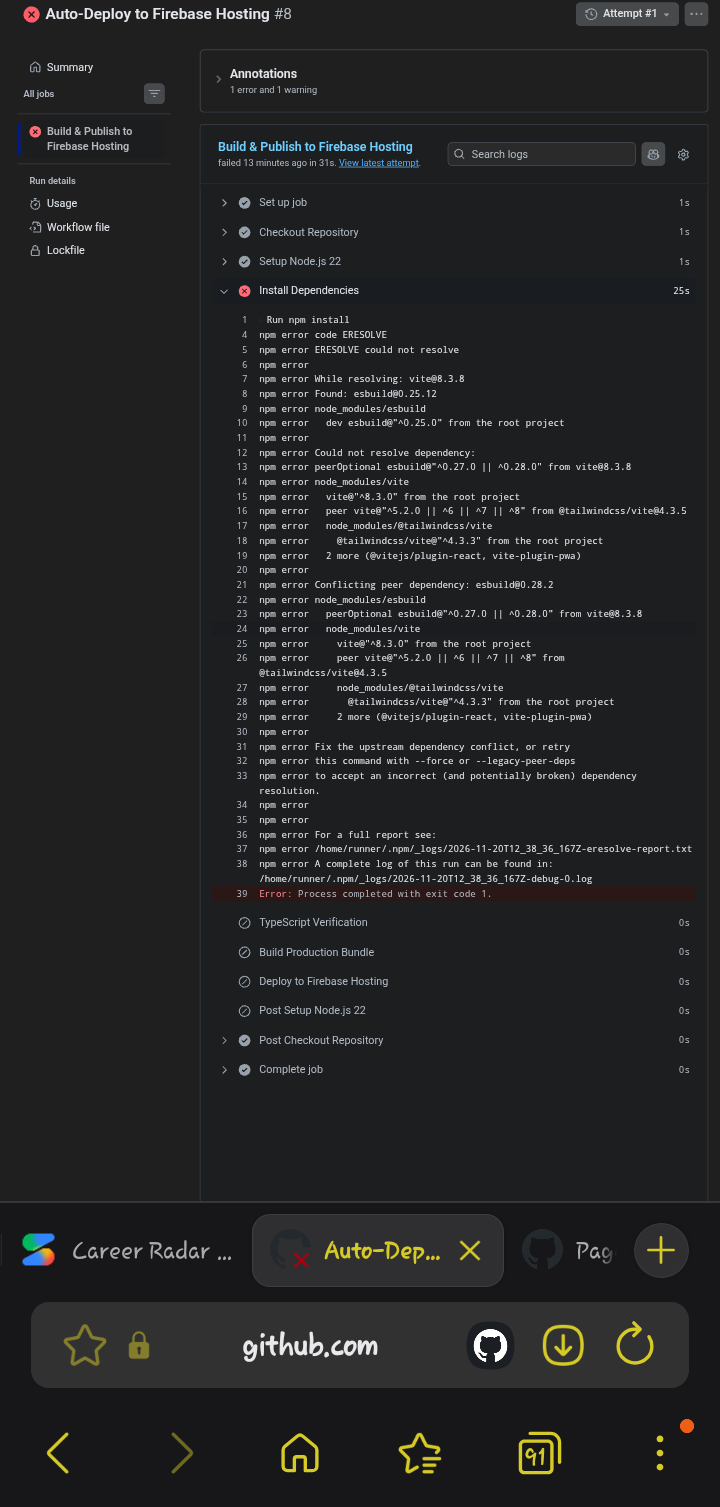 Auto-Deploy to Firebase Hosting #8
Attempt #1
Summary
All jobs
Build & Publish to
Firebase Hosting
Run details
Usage
Workflow file
Lockfile
Annotations
1 error and 1 warning
Build & Publish to Firebase Hosting
failed 13 minutes ago in 31s. View latest attempt.
Search logs
Set up job 1s
Checkout Repository 1s
Setup Node.js 22 1s
Install Dependencies 25s
1 Run npm install
4 npm error code ERESOLVE
5 npm error ERESOLVE could not resolve
6 npm error
7 npm error While resolving: vite@8.3.8
8 npm error Found: esbuild@0.25.12
9 npm error node_modules/esbuild
10 npm error   dev esbuild@"^0.25.0" from the root project
11 npm error
12 npm error Could not resolve dependency:
13 npm error peerOptional esbuild@"^0.27.0 || ^0.28.0" from vite@8.3.8
14 npm error node_modules/vite
15 npm error   vite@"^8.3.0" from the root project
16 npm error   peer vite@"^5.2.0 || ^6 || ^7 || ^8" from @tailwindcss/vite@4.3.5
17 npm error   node_modules/@tailwindcss/vite
18 npm error     @tailwindcss/vite@"^4.3.3" from the root project
19 npm error   2 more (@vitejs/plugin-react, vite-plugin-pwa)
20 npm error
21 npm error Conflicting peer dependency: esbuild@0.28.2
22 npm error node_modules/esbuild
23 npm error   peerOptional esbuild@"^0.27.0 || ^0.28.0" from vite@8.3.8
24 npm error   node_modules/vite
25 npm error     vite@"^8.3.0" from the root project
26 npm error     peer vite@"^5.2.0 || ^6 || ^7 || ^8" from
@tailwindcss/vite@4.3.5
27 npm error     node_modules/@tailwindcss/vite
28 npm error       @tailwindcss/vite@"^4.3.3" from the root project
29 npm error     2 more (@vitejs/plugin-react, vite-plugin-pwa)
30 npm error
31 npm error Fix the upstream dependency conflict, or retry
32 npm error this command with --force or --legacy-peer-deps
33 npm error to accept an incorrect (and potentially broken) dependency
resolution.
34 npm error
35 npm error
36 npm error For a full report see:
37 npm error /home/runner/.npm/_logs/2026-11-20T12_38_36_167Z-eresolve-report.txt
38 npm error A complete log of this run can be found in:
/home/runner/.npm/_logs/2026-11-20T12_38_36_167Z-debug-0.log
39 Error: Process completed with exit code 1.
TypeScript Verification 0s
Build Production Bundle 0s
Deploy to Firebase Hosting 0s
Post Setup Node.js 22 0s
Post Checkout Repository 0s
Complete job 0s
Career Radar ...
Auto-Dep...
Pag
github.com
91